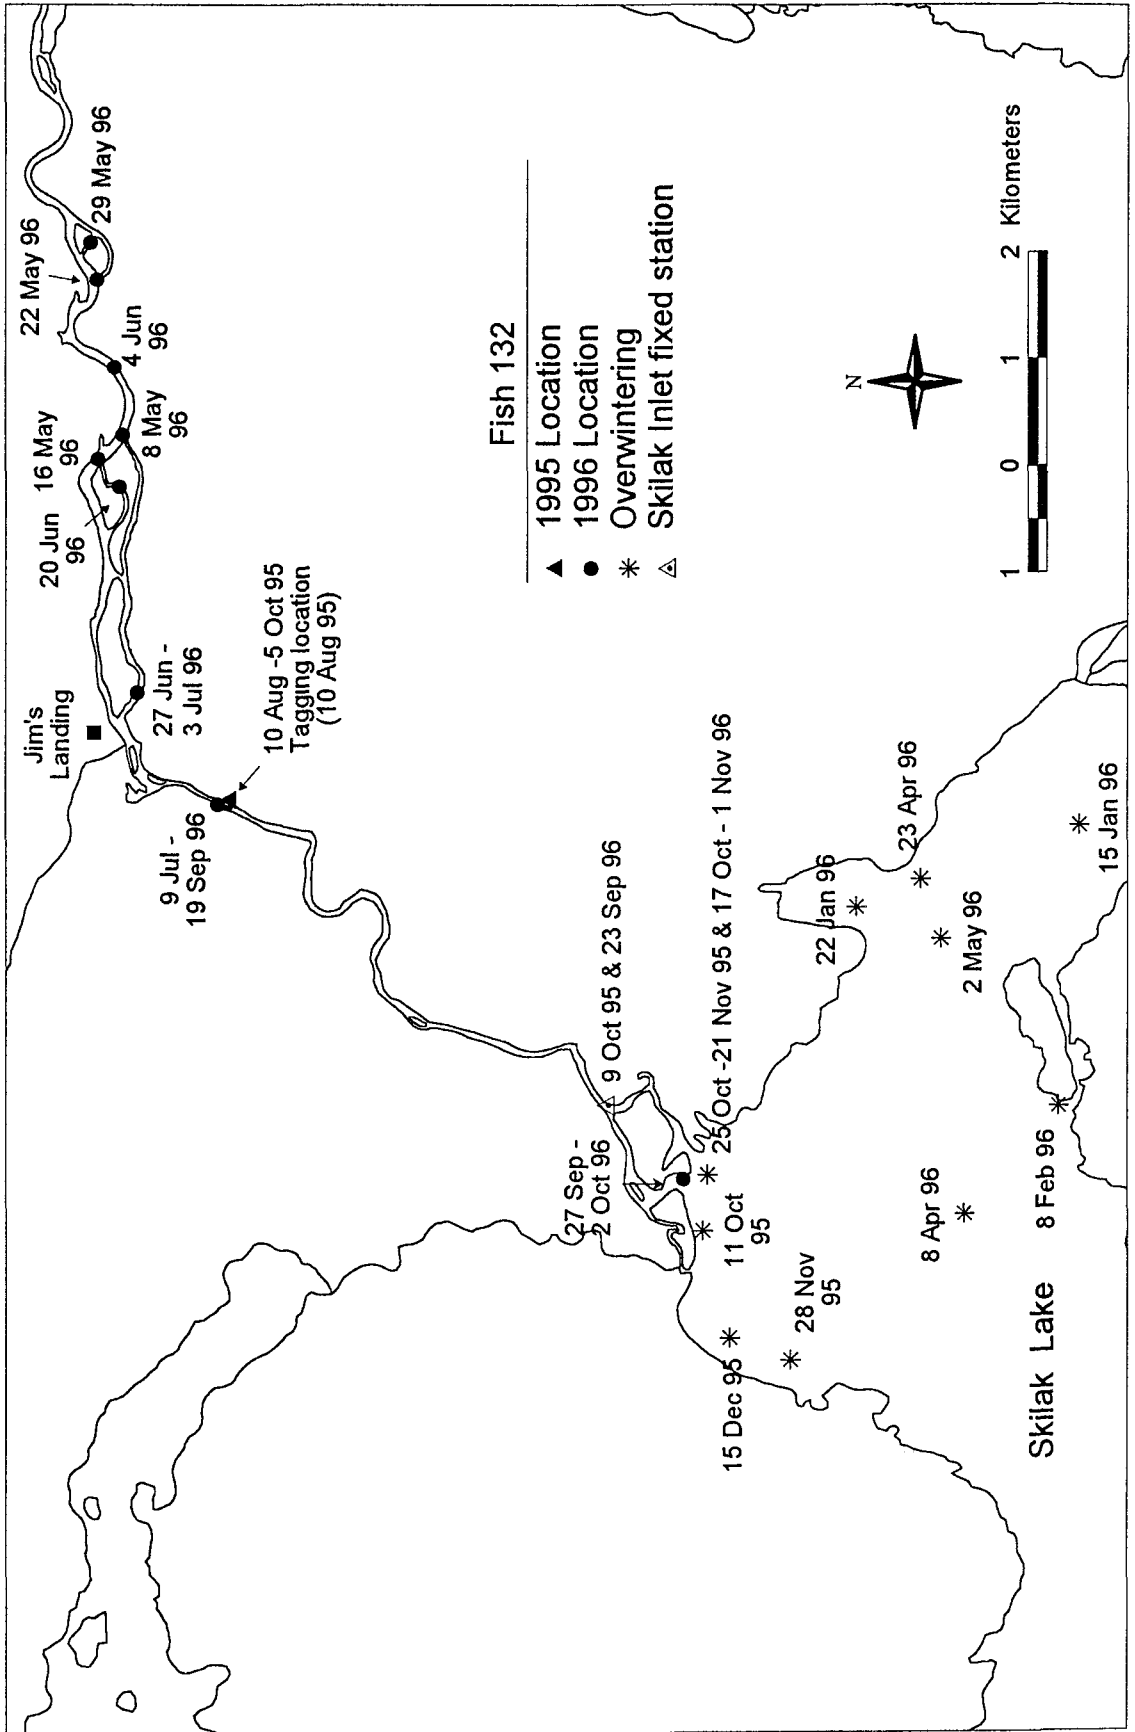 22 May 96
29 May 96
4 Jun
96
16 May
96
8 May
96
20 Jun
96
Jim's
Landing
27 Jun -
3 Jul 96
10 Aug -5 Oct 95
Tagging location
(10 Aug 95)
9 Jul -
19 Sep 96
Fish 132
1995 Location
1996 Location
Overwintering
Skilak Inlet fixed station
N
1
0
1
2
Kilometers
9 Oct 95 & 23 Sep 96
27 Sep -
2 Oct 96
25 Oct -21 Nov 95 & 17 Oct - 1 Nov 96
11 Oct
95
15 Dec 95
28 Nov
95
22 Jan 96
23 Apr 96
2 May 96
15 Jan 96
8 Apr 96
8 Feb 96
Skilak Lake